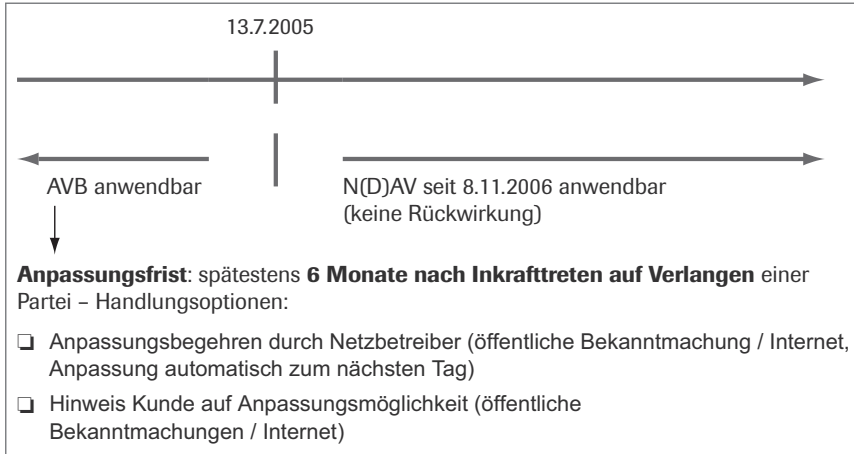 13.7.2005
AVB anwendbar
N(D)AV seit 8.11.2006 anwendbar
(keine Rückwirkung)
Anpassungsfrist: spätestens 6 Monate nach Inkrafttreten auf Verlangen einer
Partei – Handlungsoptionen:
❏ Anpassungsbegehren durch Netzbetreiber (öffentliche Bekanntmachung / Internet,
Anpassung automatisch zum nächsten Tag)
❏ Hinweis Kunde auf Anpassungsmöglichkeit (öffentliche
Bekanntmachungen / Internet)